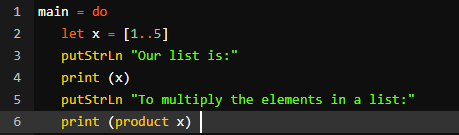 1 main = do
2 let x = [1..5]
3 putStrLn "Our list is:"
4 print (x)
5 putStrLn "To multiply the elements in a list:"
6 print (product x)